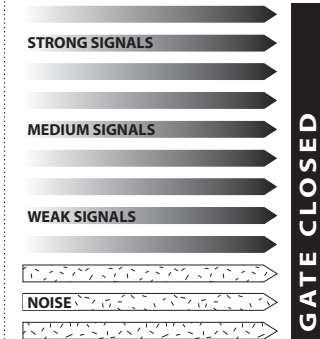 STRONG SIGNALS
MEDIUM SIGNALS
WEAK SIGNALS
NOISE
GATE CLOSED